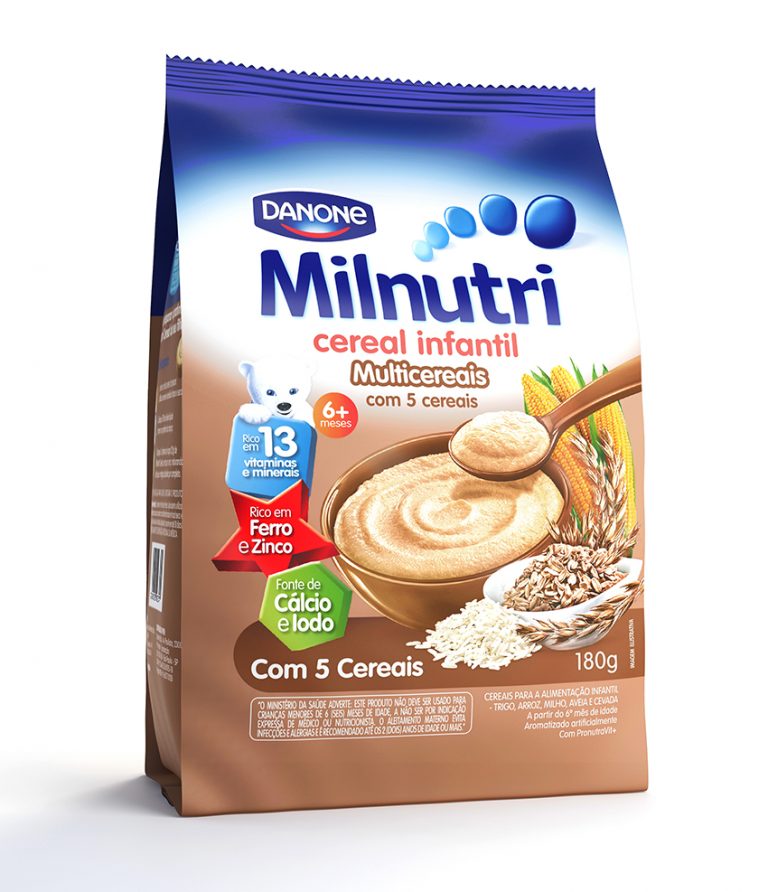 DANONE
Milnutri
cereal infantil
Multicereais
com 5 cereais
6+
meses
Rico
em 13
vitaminas
e minerais
Rico em
Ferro
e Zinco
Fonte de
Cálcio
e Iodo
Com 5 Cereais
180g
IMAGEM ILUSTRATIVA
"O MINISTÉRIO DA SAÚDE ADVERTE: ESTE PRODUTO NÃO DEVE SER USADO PARA
CRIANÇAS MENORES DE 6 (SEIS) MESES DE IDADE, A NÃO SER POR INDICAÇÃO
EXPRESSA DE MÉDICO OU NUTRICIONISTA. O ALEITAMENTO MATERNO EVITA
INFECÇÕES E ALERGIAS E É RECOMENDADO ATÉ OS 2 (DOIS) ANOS DE IDADE OU MAIS."
CEREAIS PARA A ALIMENTAÇÃO INFANTIL
- TRIGO, ARROZ, MILHO, AVEIA E CEVADA
A partir do 6º mês de idade
Aromatizado artificialmente
Com PronutraVit+